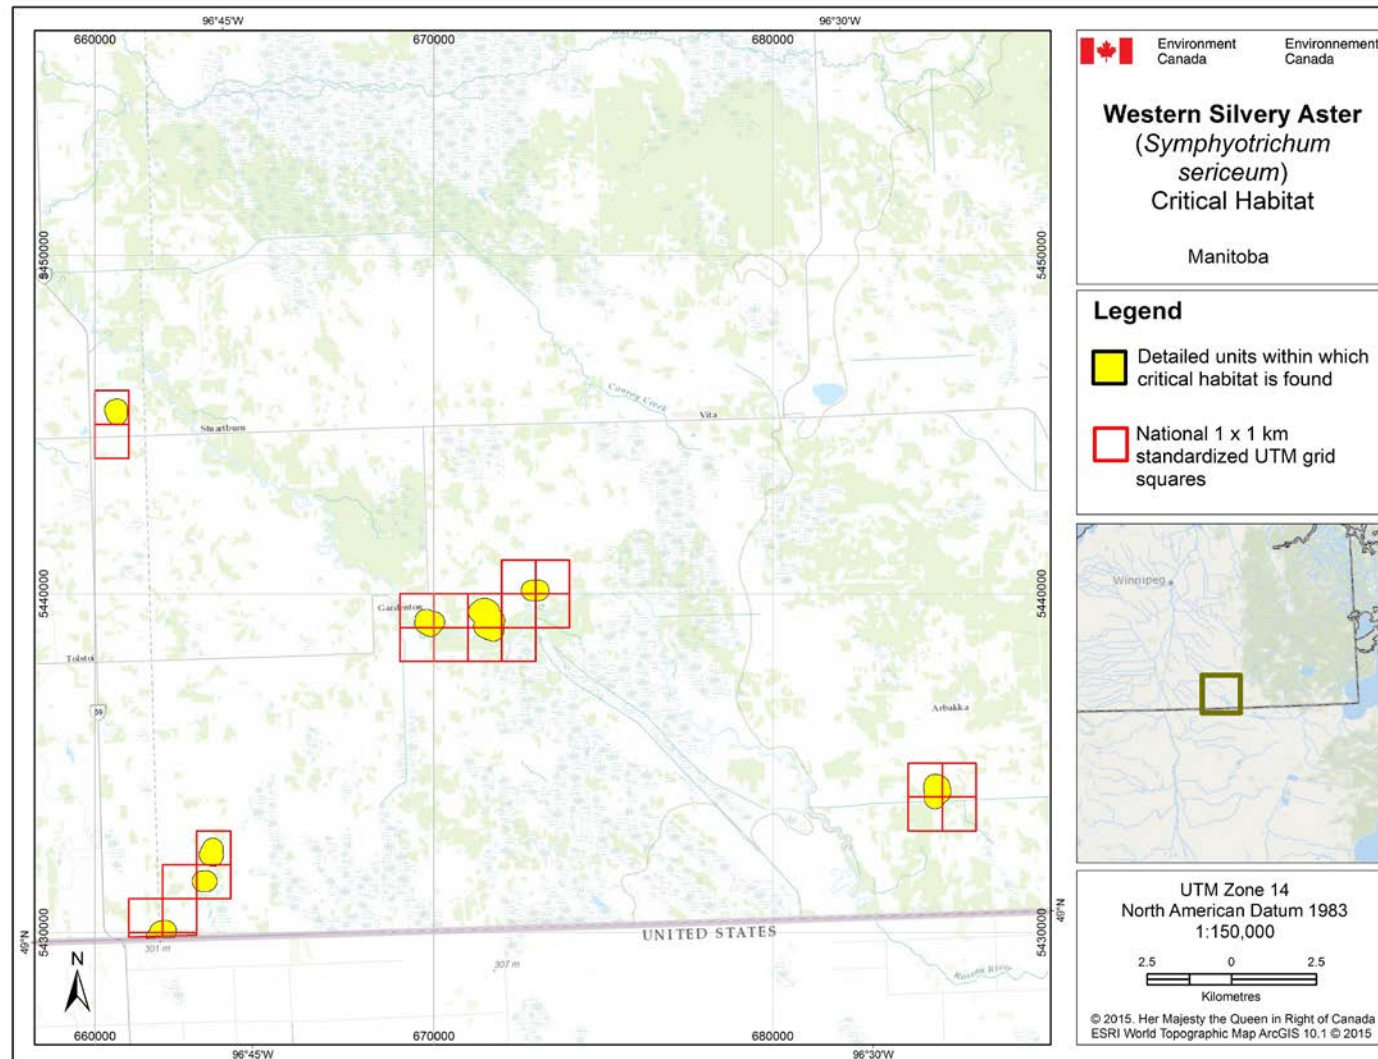 96°45'W
96°30'W
660000
670000
680000
5450000
5450000
Conroy Creek
Vita
Stuartburn
5440000
5440000
Gardenton
Tolstoi
59
Arbakka
49°N
49°N
5430000
5430000
UNITED STATES
301 m
307 m
Roseau River
N
660000
670000
680000
96°45'W
96°30'W
Environment
Canada
Environnement
Canada
Western Silvery Aster
(Symphyotrichum
sericeum)
Critical Habitat
Manitoba
Legend
Detailed units within which
critical habitat is found
National 1 x 1 km
standardized UTM grid
squares
Winnipeg
UTM Zone 14
North American Datum 1983
1:150,000
2.5 0 2.5
Kilometres
© 2015. Her Majesty the Queen in Right of Canada
ESRI World Topographic Map ArcGIS 10.1 © 2015